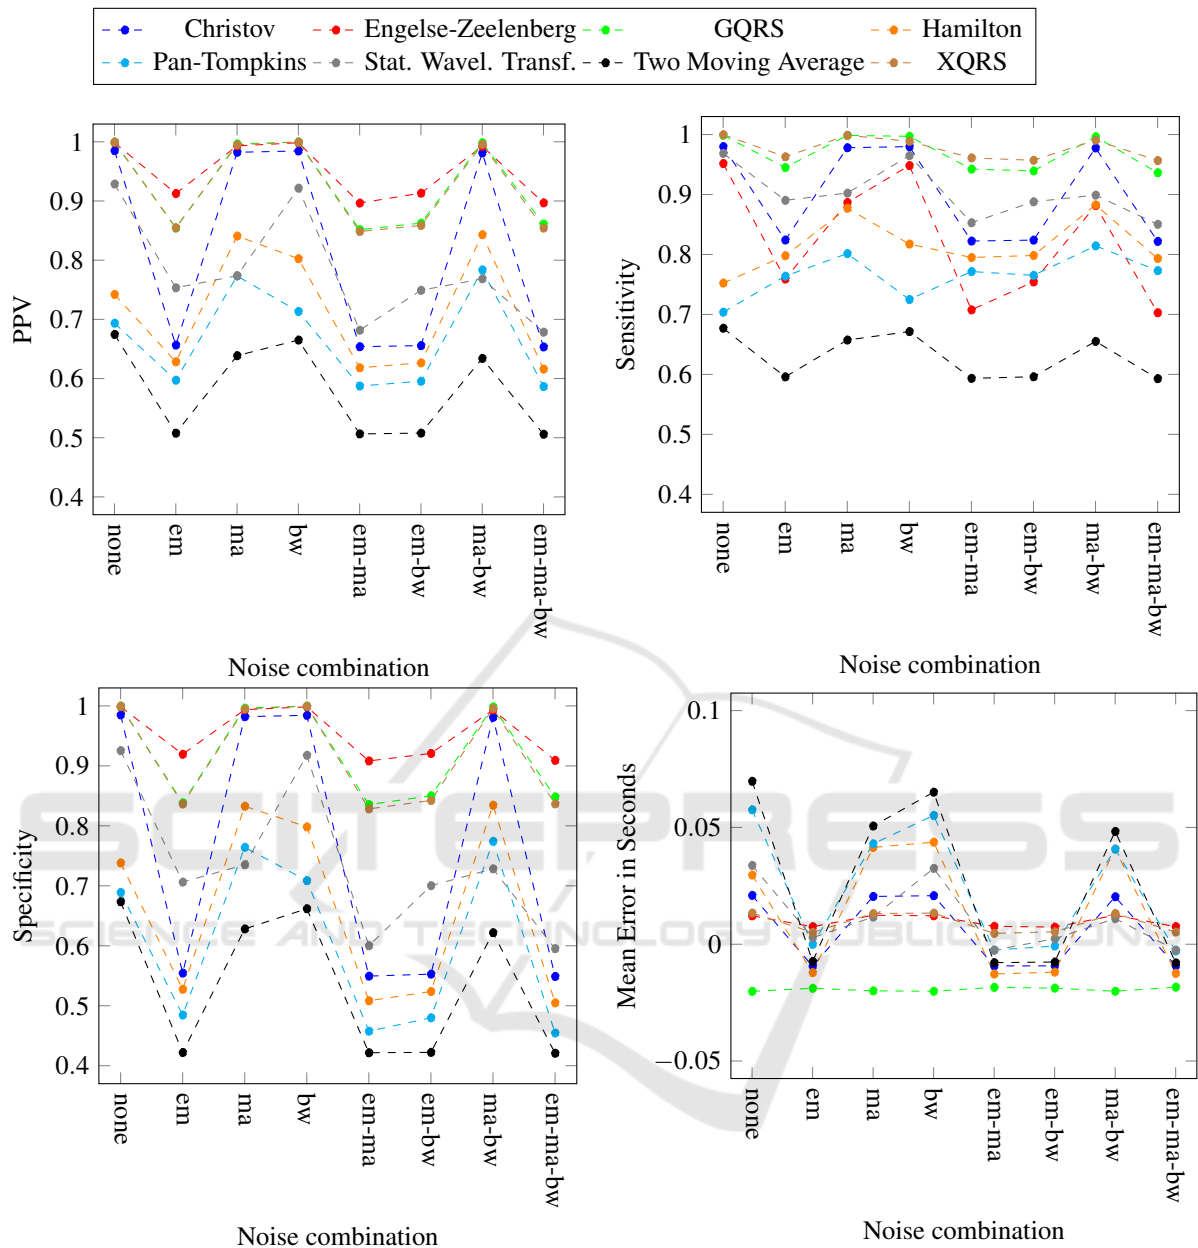 Christov Engelse-Zeelenberg GQRS Hamilton
Pan-Tompkins Stat. Wavel. Transf. Two Moving Average XQRS
PPV
1
0.9
0.8
0.7
0.6
0.5
0.4
none em ma bw em-ma em-bw ma-bw em-ma-bw
Noise combination
Sensitivity
1
0.9
0.8
0.7
0.6
0.5
0.4
none em ma bw em-ma em-bw ma-bw em-ma-bw
Noise combination
Specificity
1
0.9
0.8
0.7
0.6
0.5
0.4
none em ma bw em-ma em-bw ma-bw em-ma-bw
Noise combination
Mean Error in Seconds
0.1
0.05
0
−0.05
none em ma bw em-ma em-bw ma-bw em-ma-bw
Noise combination
SCITEPRESS
SCIENCE AND TECHNOLOGY PUBLICATIONS